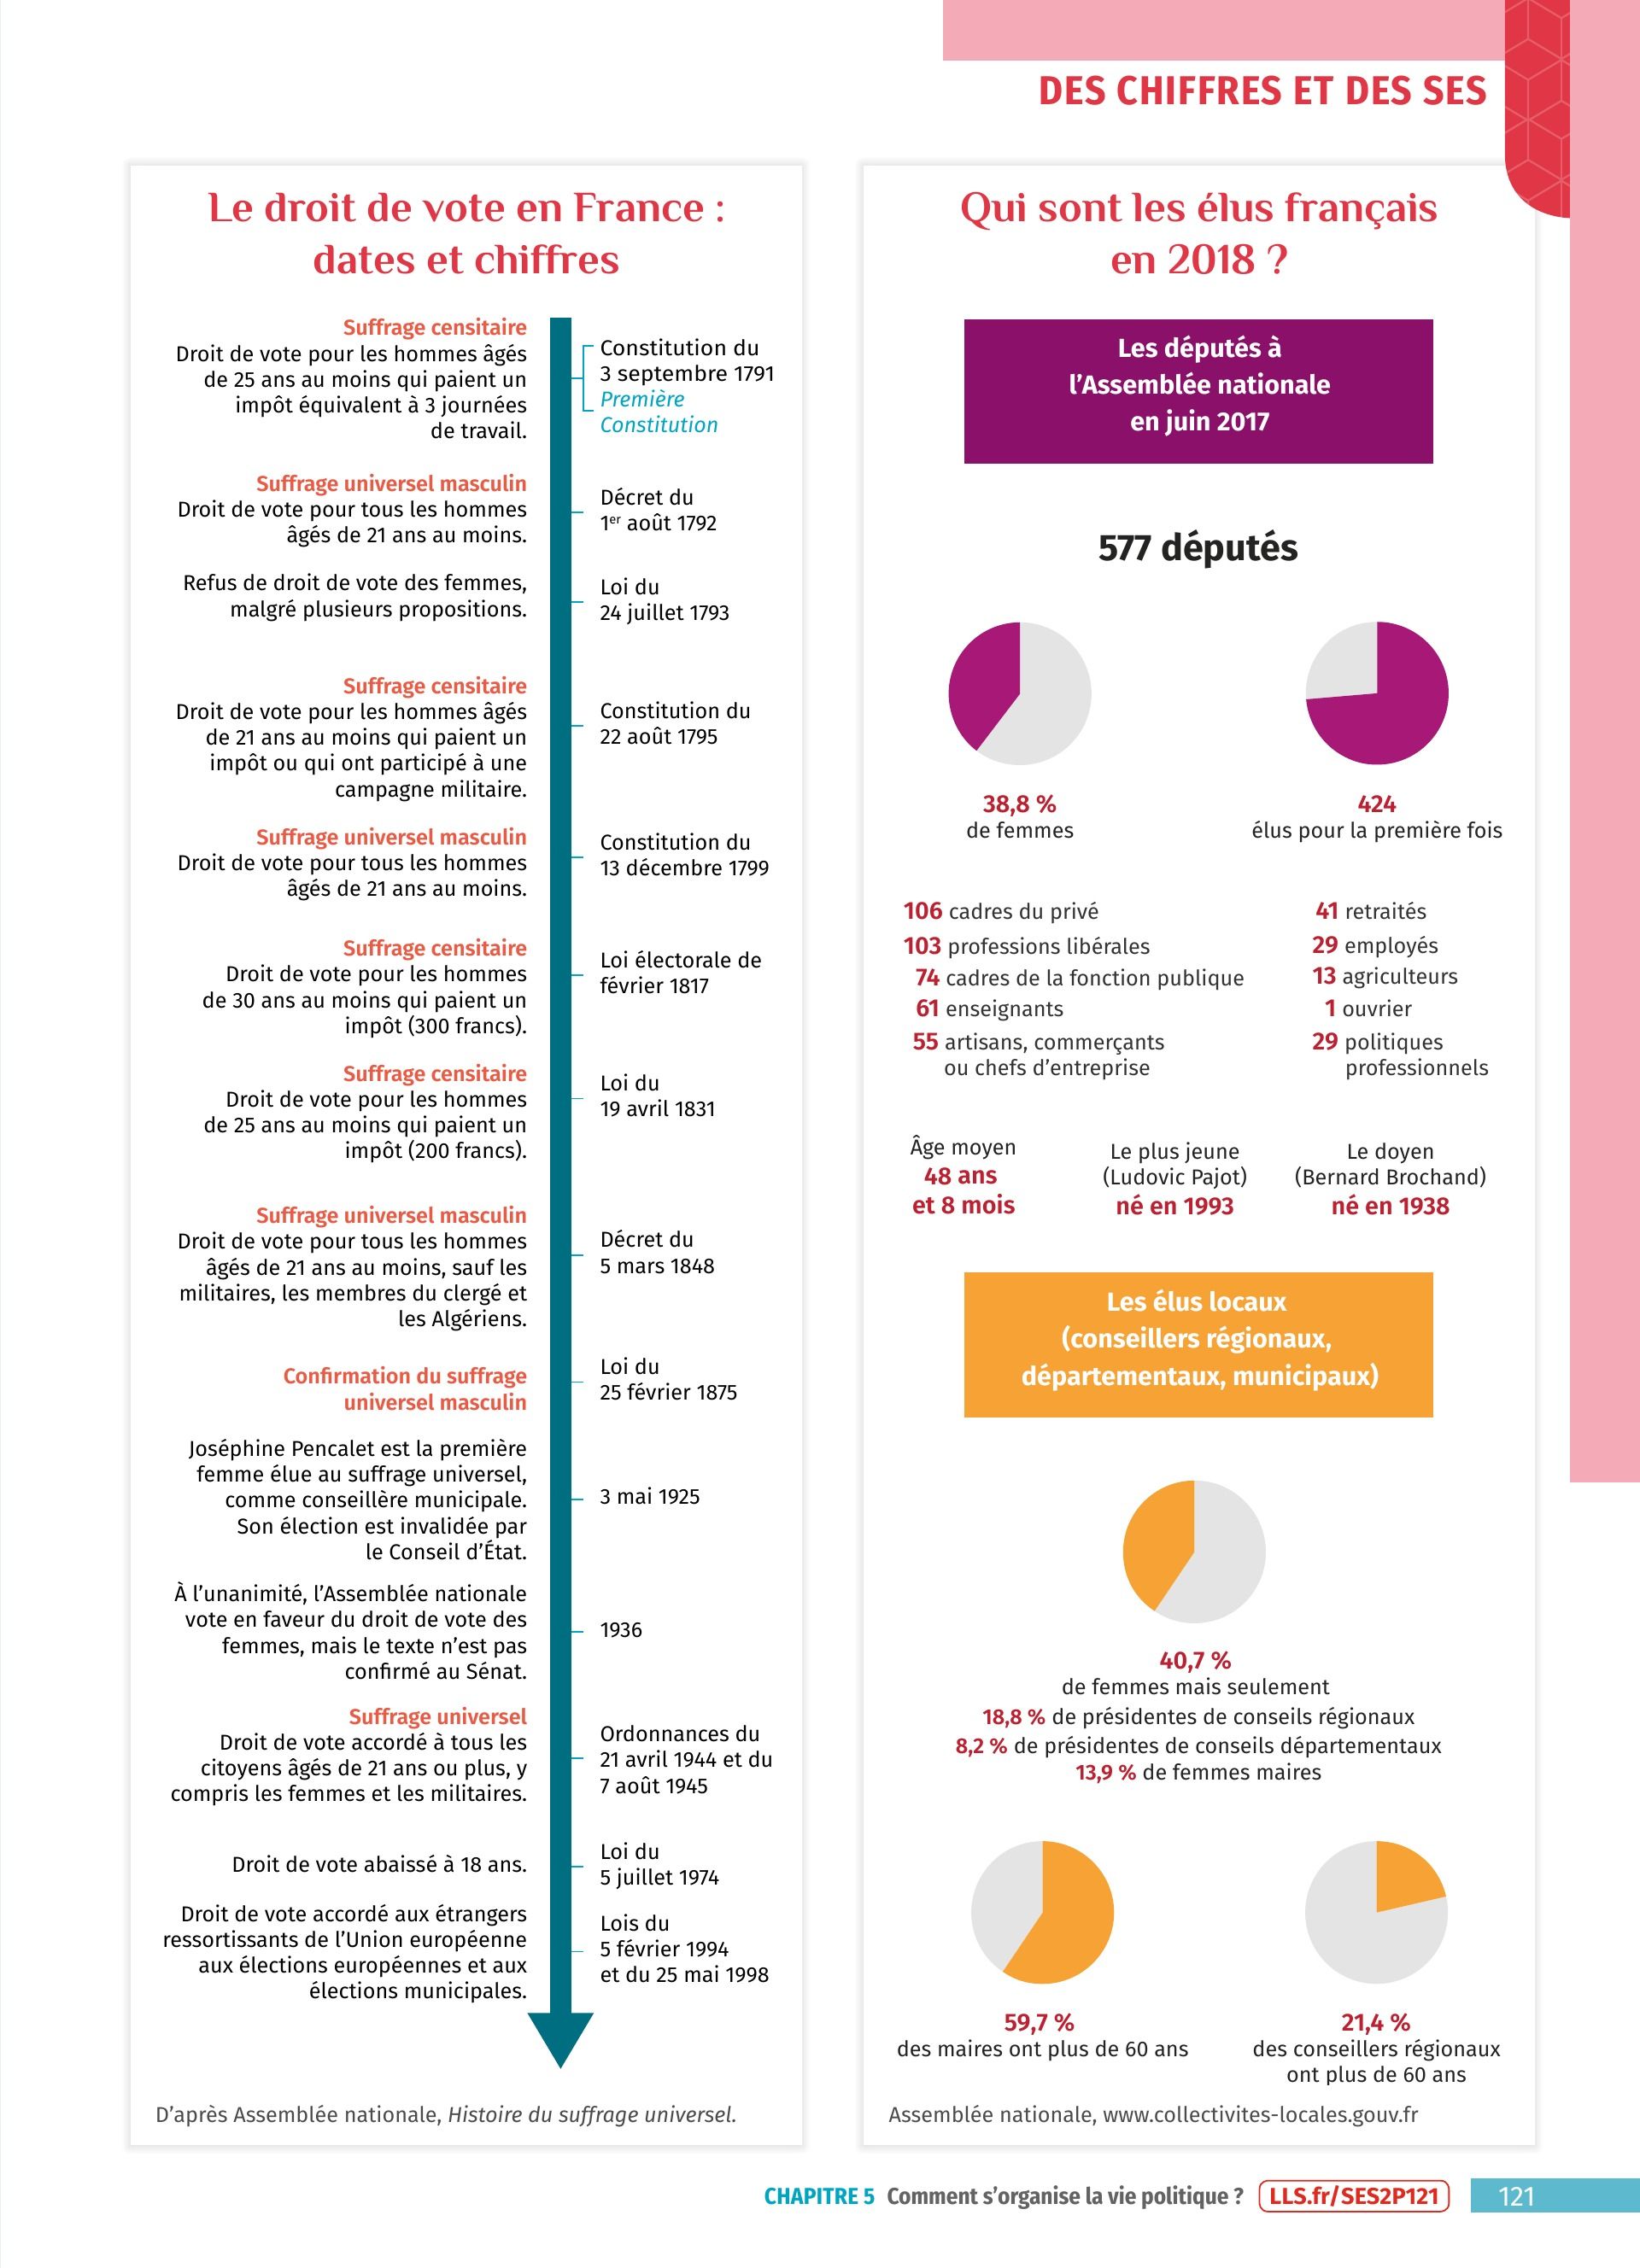 DES CHIFFRES ET DES SES
Le droit de vote en France :
dates et chiffres
Suffrage censitaire
Droit de vote pour les hommes âgés
de 25 ans au moins qui paient un
impôt équivalent à 3 journées
de travail.
Constitution du
3 septembre 1791
Première
Constitution
Suffrage universel masculin
Droit de vote pour tous les hommes
âgés de 21 ans au moins.
Décret du
1er août 1792
Refus de droit de vote des femmes,
malgré plusieurs propositions.
Loi du
24 juillet 1793
Suffrage censitaire
Droit de vote pour les hommes âgés
de 21 ans au moins qui paient un
impôt ou qui ont participé à une
campagne militaire.
Constitution du
22 août 1795
Suffrage universel masculin
Droit de vote pour tous les hommes
âgés de 21 ans au moins.
Constitution du
13 décembre 1799
Suffrage censitaire
Droit de vote pour les hommes
de 30 ans au moins qui paient un
impôt (300 francs).
Loi électorale de
février 1817
Suffrage censitaire
Droit de vote pour les hommes
de 25 ans au moins qui paient un
impôt (200 francs).
Loi du
19 avril 1831
Suffrage universel masculin
Droit de vote pour tous les hommes
âgés de 21 ans au moins, sauf les
militaires, les membres du clergé et
les Algériens.
Décret du
5 mars 1848
Confirmation du suffrage
universel masculin
Loi du
25 février 1875
Joséphine Pencalet est la première
femme élue au suffrage universel,
comme conseillère municipale.
Son élection est invalidée par
le Conseil d'État.
3 mai 1925
À l'unanimité, l'Assemblée nationale
vote en faveur du droit de vote des
femmes, mais le texte n'est pas
confirmé au Sénat.
1936
Suffrage universel
Droit de vote accordé à tous les
citoyens âgés de 21 ans ou plus, y
compris les femmes et les militaires.
Ordonnances du
21 avril 1944 et du
7 août 1945
Droit de vote abaissé à 18 ans.
Loi du
5 juillet 1974
Droit de vote accordé aux étrangers
ressortissants de l'Union européenne
aux élections européennes et aux
élections municipales.
Lois du
5 février 1994
et du 25 mai 1998
D'après Assemblée nationale, Histoire du suffrage universel.
Qui sont les élus français
en 2018 ?
Les députés à
l'Assemblée nationale
en juin 2017
577 députés
38,8 %
de femmes
424
élus pour la première fois
106 cadres du privé
103 professions libérales
74 cadres de la fonction publique
61 enseignants
55 artisans, commerçants
ou chefs d'entreprise
41 retraités
29 employés
13 agriculteurs
1 ouvrier
29 politiques
professionnels
Âge moyen
48 ans
et 8 mois
Le plus jeune
(Ludovic Pajot)
né en 1993
Le doyen
(Bernard Brochand)
né en 1938
Les élus locaux
(conseillers régionaux,
départementaux, municipaux)
40,7 %
de femmes mais seulement
18,8 % de présidentes de conseils régionaux
8,2 % de présidentes de conseils départementaux
13,9 % de femmes maires
59,7 %
des maires ont plus de 60 ans
21,4 %
des conseillers régionaux
ont plus de 60 ans
Assemblée nationale, www.collectivites-locales.gouv.fr
CHAPITRE 5 Comment s'organise la vie politique ? LLS.fr/SES2P121 121